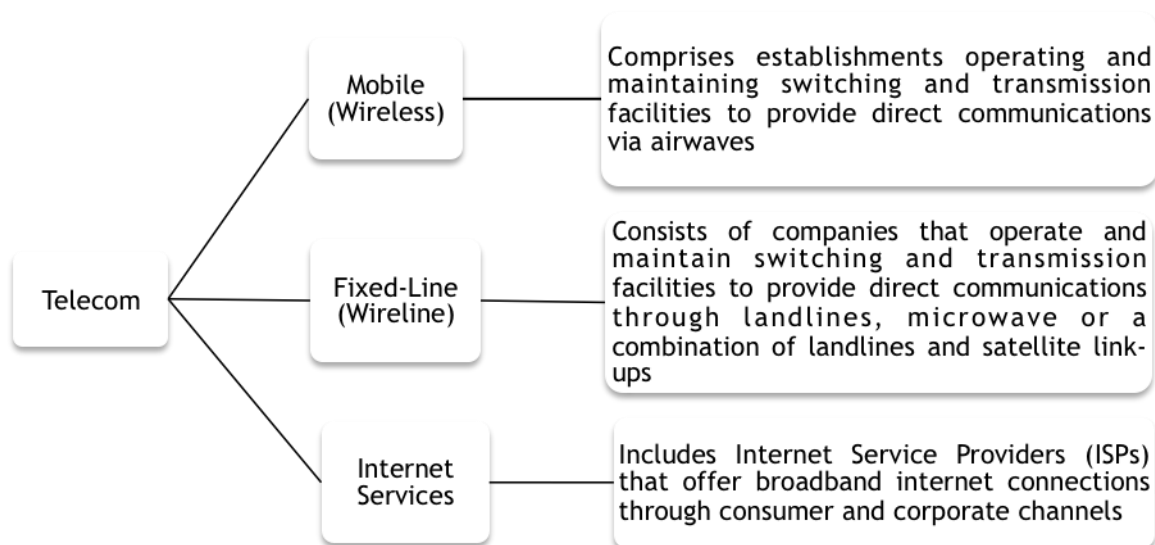 Mobile
(Wireless)
Comprises establishments operating and
maintaining switching and transmission
facilities to provide direct communications
via airwaves
Telecom
Fixed-Line
(Wireline)
Consists of companies that operate and
maintain switching and transmission
facilities to provide direct communications
through landlines, microwave or a
combination of landlines and satellite link-
ups
Internet
Services
Includes Internet Service Providers (ISPs)
that offer broadband internet connections
through consumer and corporate channels